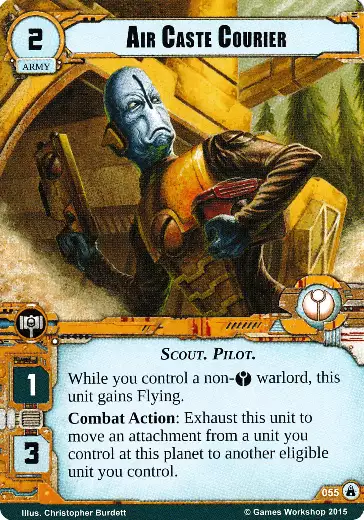 2
AIR CASTE COURIER
ARMY
SCOUT. PILOT.
1
While you control a non- warlord, this
unit gains Flying.
Combat Action: Exhaust this unit to
move an attachment from a unit you
3
control at this planet to another eligible
unit you control.
055
Illus. Christopher Burdett
© Games Workshop 2015